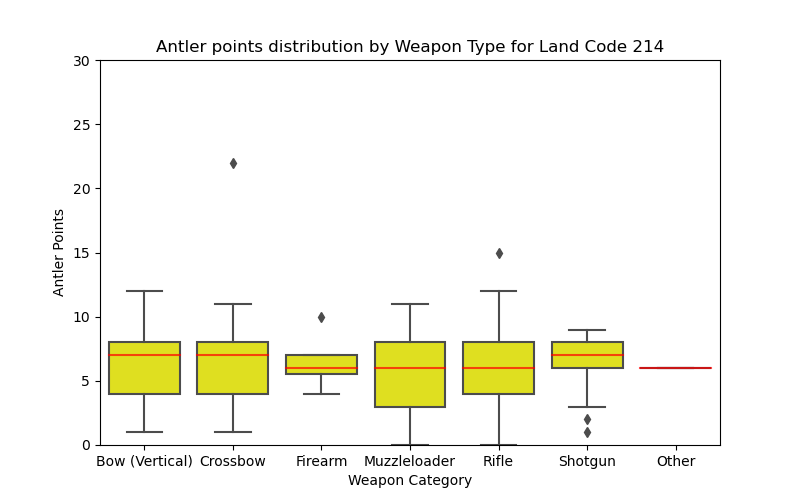 Antler points distribution by Weapon Type for Land Code 214
Antler Points
30
25
20
15
10
5
0
Bow (Vertical) Crossbow Firearm Muzzleloader Rifle Shotgun Other
Weapon Category